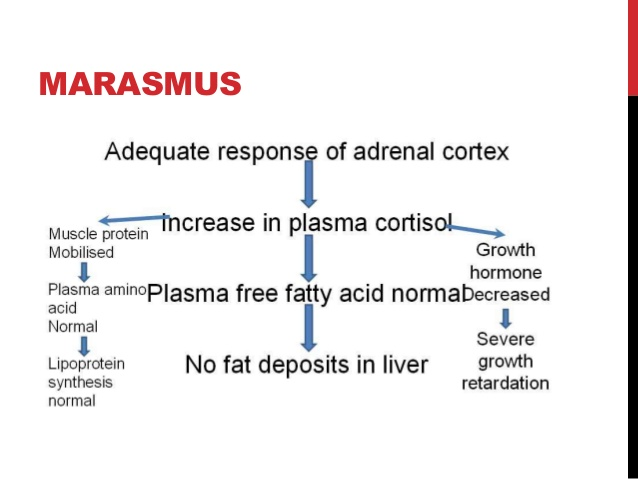 MARASMUS
Adequate response of adrenal cortex
Increase in plasma cortisol
Muscle protein
Mobilised
Plasma amino
acid
Normal
Lipoprotein
synthesis
normal
Plasma free fatty acid normal
No fat deposits in liver
Growth
hormone
Decreased
Severe
growth
retardation